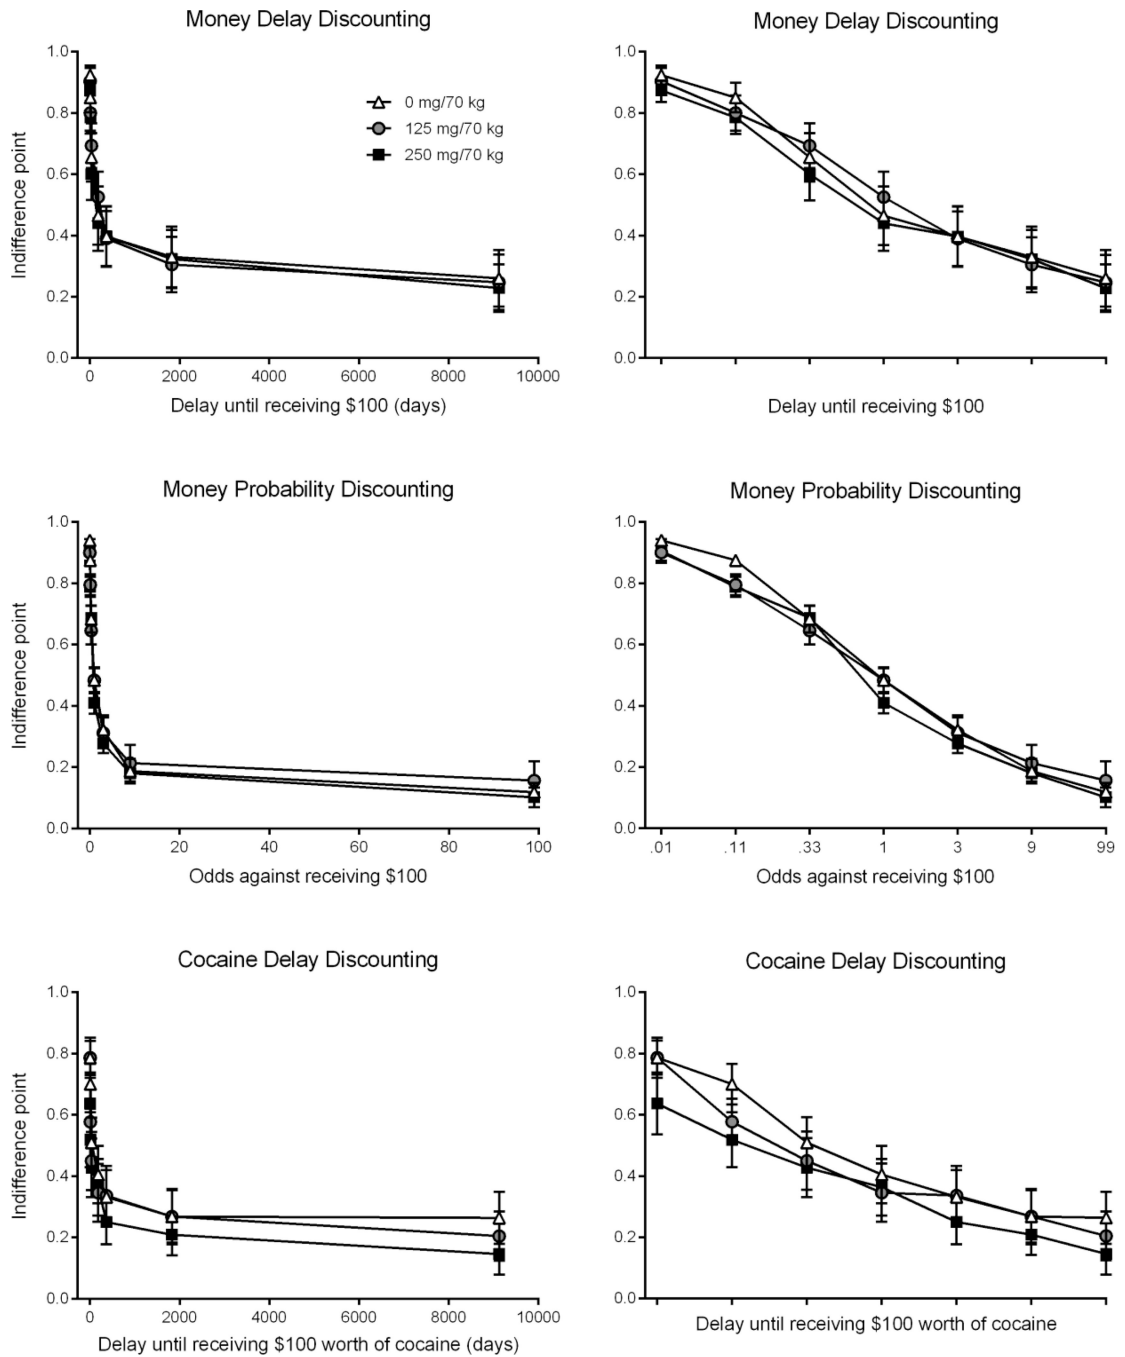 Money Delay Discounting
1.0
0.8
0.6
0.4
0.2
0.0
Indifference point
0 mg/70 kg
125 mg/70 kg
250 mg/70 kg
0 2000 4000 6000 8000 10000
Delay until receiving $100 (days)
Money Delay Discounting
1.0
0.8
0.6
0.4
0.2
0.0
Delay until receiving $100
Money Probability Discounting
1.0
0.8
0.6
0.4
0.2
0.0
Indifference point
0 20 40 60 80 100
Odds against receiving $100
Money Probability Discounting
1.0
0.8
0.6
0.4
0.2
0.0
.01 .11 .33 1 3 9 99
Odds against receiving $100
Cocaine Delay Discounting
1.0
0.8
0.6
0.4
0.2
0.0
Indifference point
0 2000 4000 6000 8000 10000
Delay until receiving $100 worth of cocaine (days)
Cocaine Delay Discounting
1.0
0.8
0.6
0.4
0.2
0.0
Delay until receiving $100 worth of cocaine